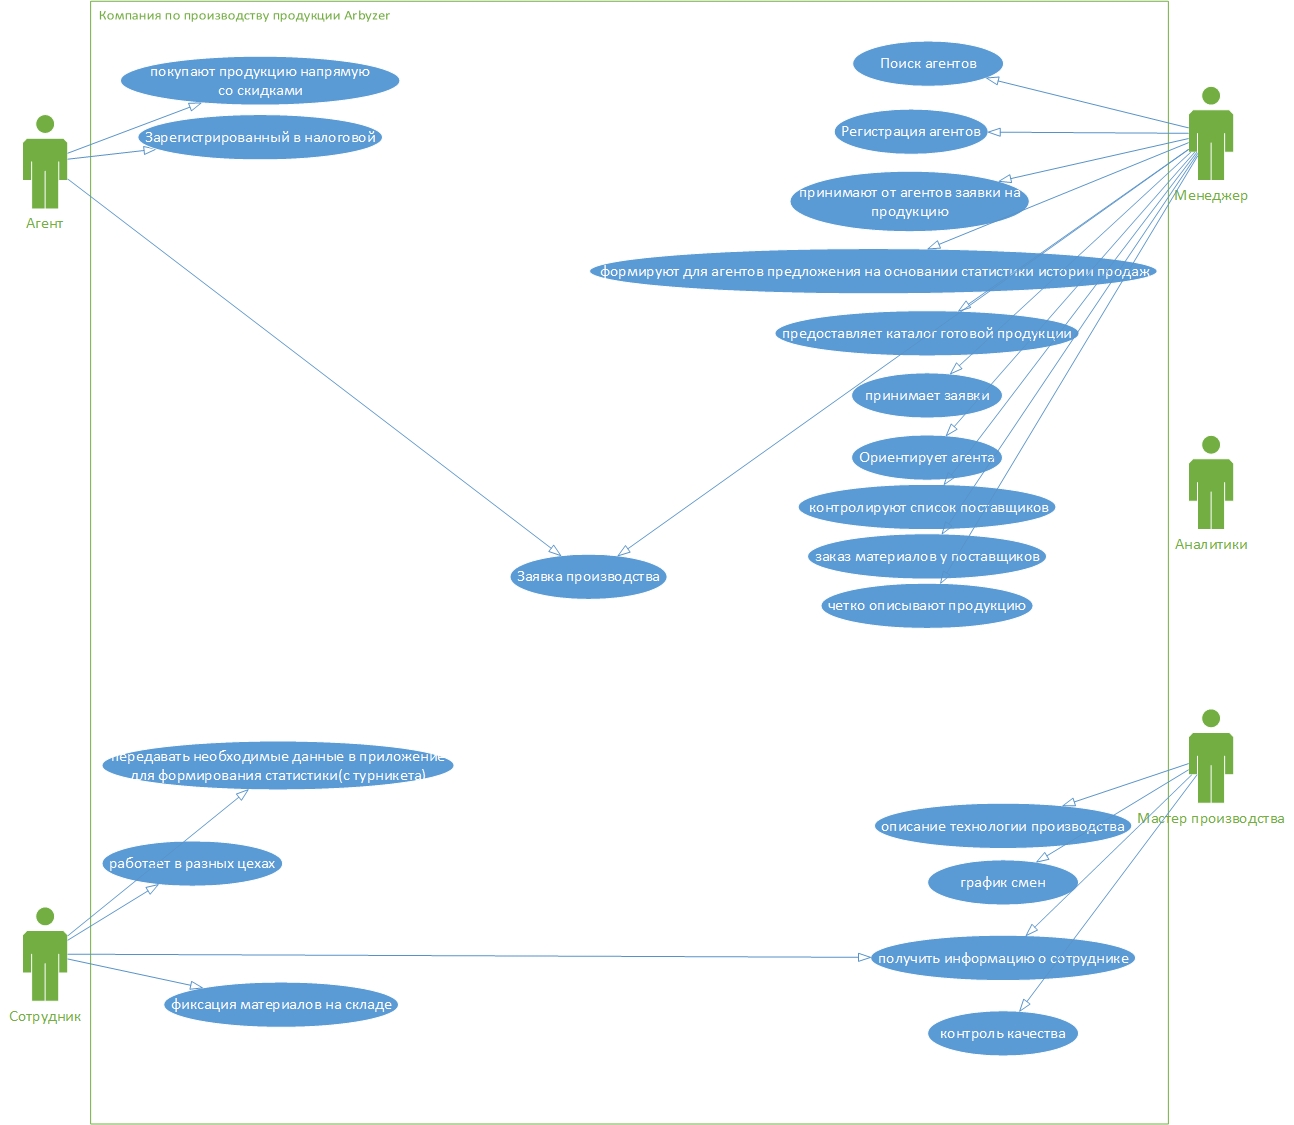 Компания по производству продукции Arbyzer
покупают продукцию напрямую
со скидками
Зарегистрированный в налоговой
Агент
Поиск агентов
Регистрация агентов
принимают от агентов заявки на
продукцию
Менеджер
формируют для агентов предложения на основании статистики истории продаж
предоставляет каталог готовой продукции
принимает заявки
Ориентирует агента
контролируют список поставщиков
заказ материалов у поставщиков
четко описывают продукцию
Аналитики
Заявка производства
передавать необходимые данные в приложение
для формирования статистики(с турникета)
работает в разных цехах
фиксация материалов на складе
Сотрудник
Мастер производства
описание технологии производства
график смен
получить информацию о сотруднике
контроль качества